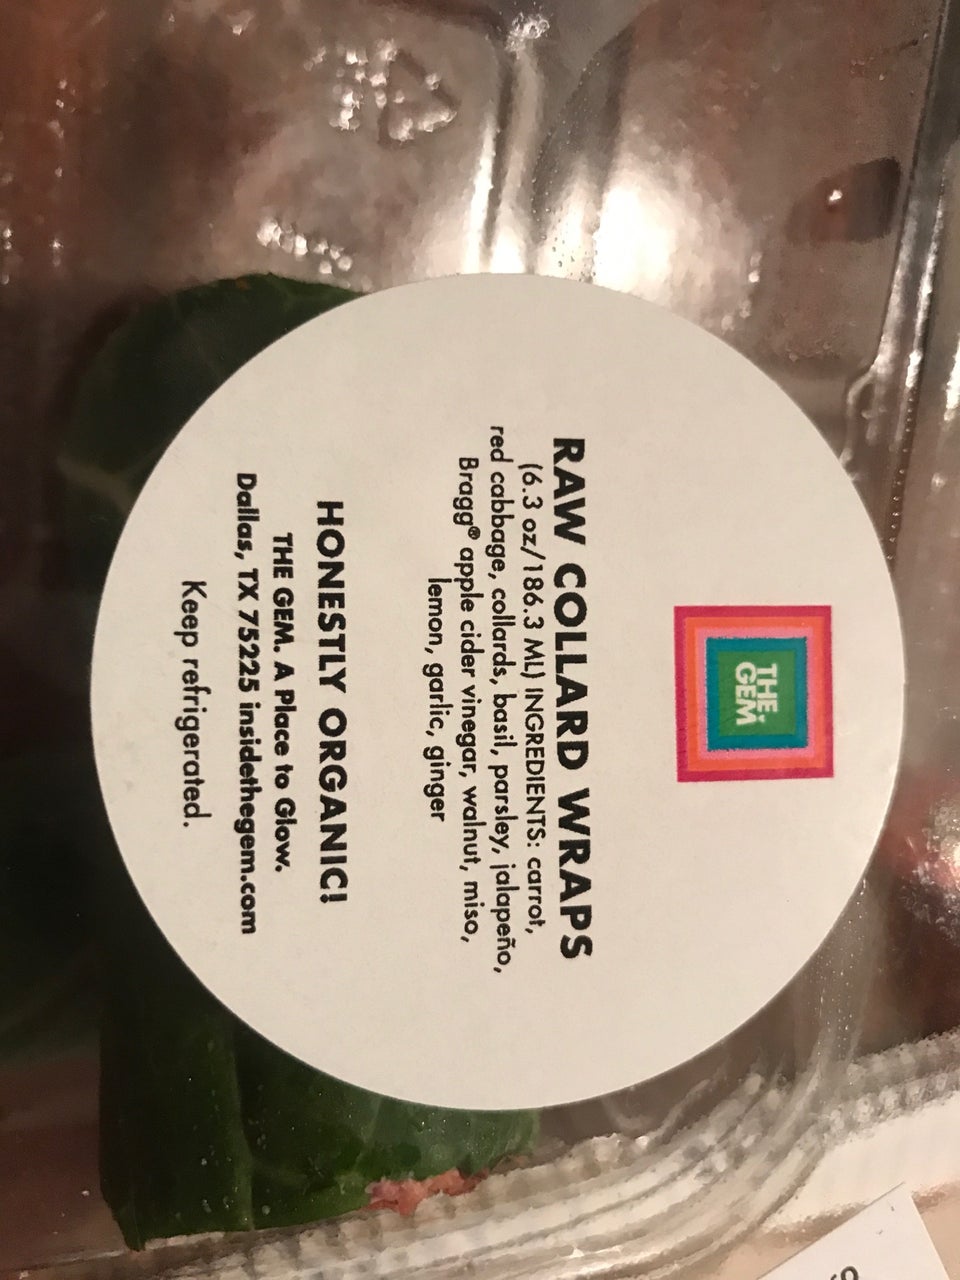 THE
GEM
RAW COLLARD WRAPS
(6.3 oz/186.3 ML) INGREDIENTS: carrot,
red cabbage, collards, basil, parsley, jalapeño,
Bragg® apple cider vinegar, walnut, miso,
lemon, garlic, ginger
HONESTLY ORGANIC!
THE GEM. A Place to Glow.
Dallas, TX 75225 insidethegem.com
Keep refrigerated.